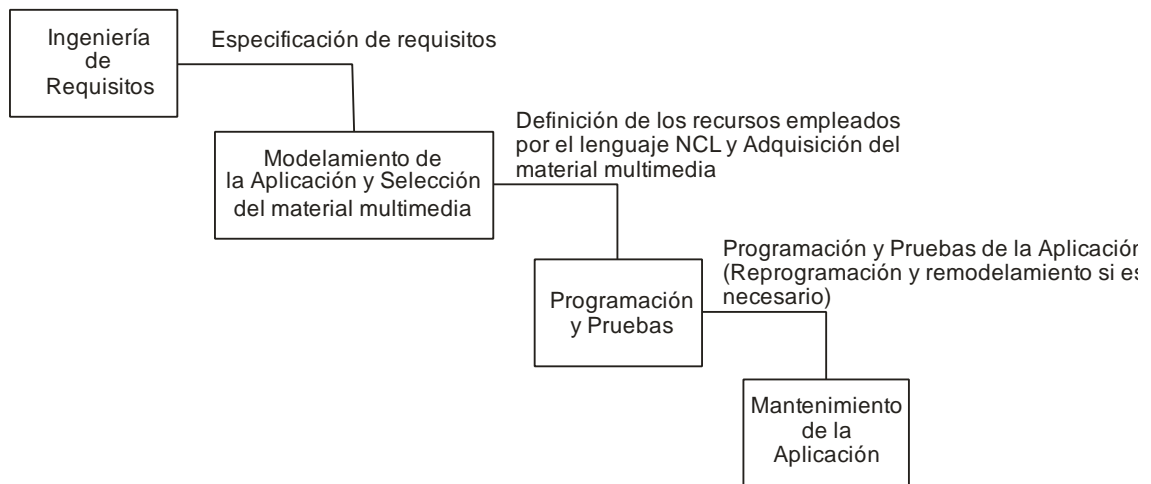 Ingeniería
de
Requisitos
Especificación de requisitos
Modelamiento de
la Aplicación y Selección
del material multimedia
Definición de los recursos empleados
por el lenguaje NCL y Adquisición del
material multimedia
Programación
y Pruebas
Programación y Pruebas de la Aplicación
(Reprogramación y remodelamiento si es
necesario)
Mantenimiento
de la
Aplicación